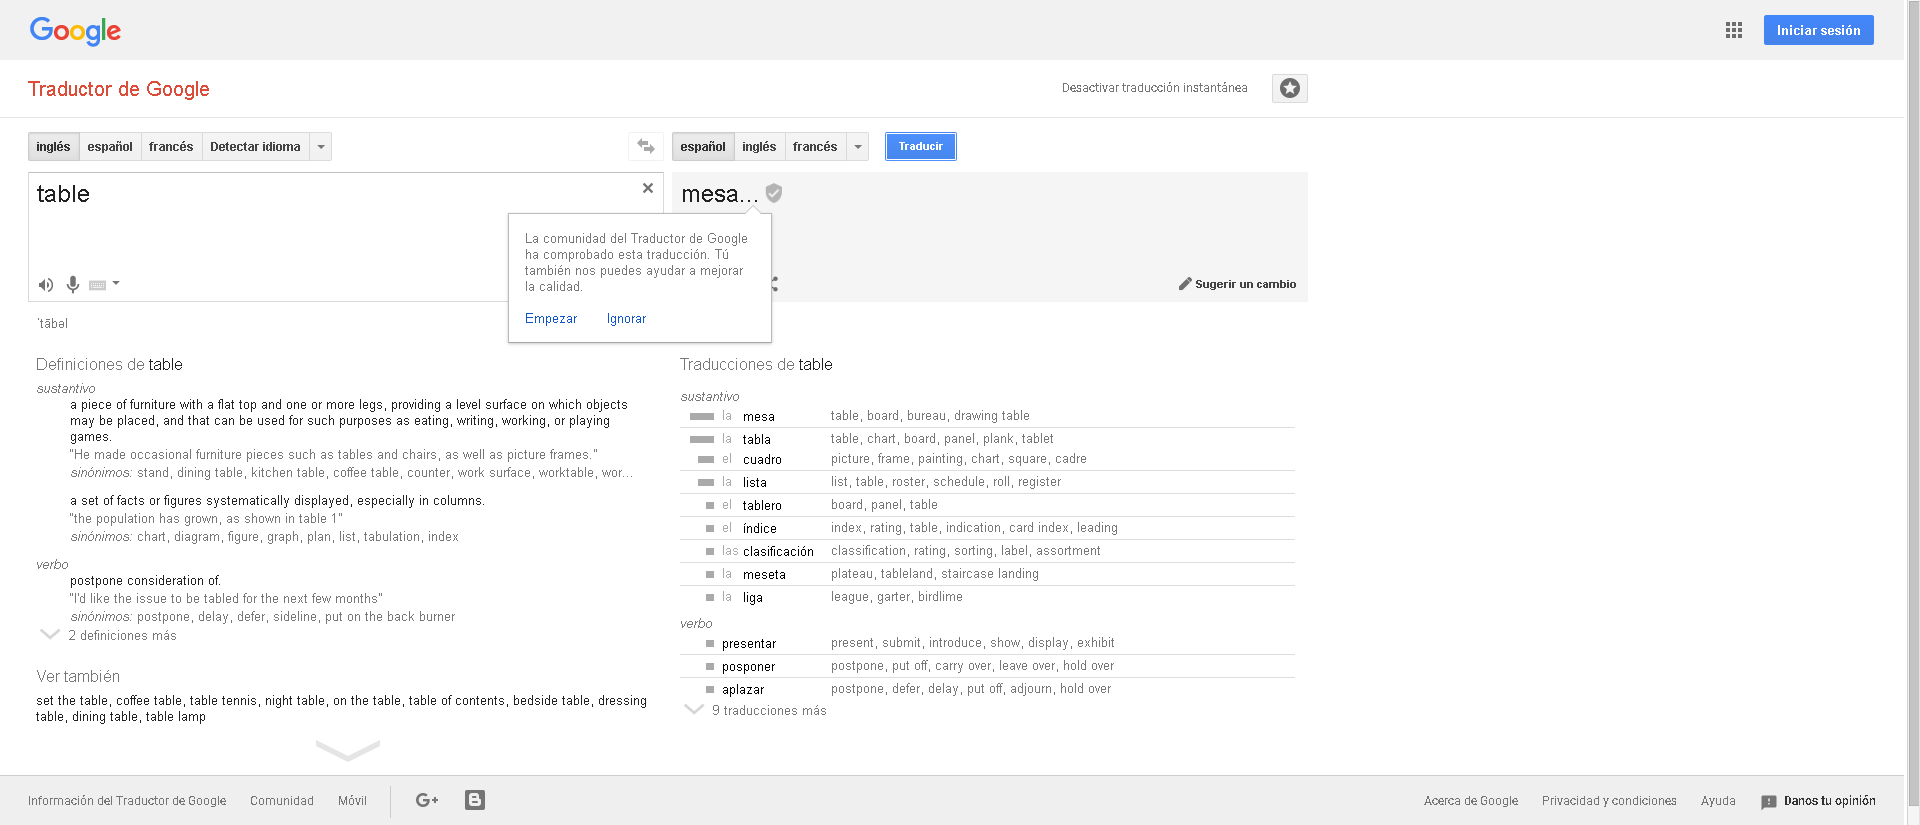 Google
Iniciar sesión
Traductor de Google
Desactivar traducción instantánea
inglés español francés Detectar idioma
español inglés francés Traducir
table
mesa...
La comunidad del Traductor de Google
ha comprobado esta traducción. Tú
también nos puedes ayudar a mejorar
la calidad.
Empezar Ignorar
Sugerir un cambio
ˈtābəl
Definiciones de table
sustantivo
a piece of furniture with a flat top and one or more legs, providing a level surface on which objects
may be placed, and that can be used for such purposes as eating, writing, working, or playing
games.
"He made occasional furniture pieces such as tables and chairs, as well as picture frames."
sinónimos: stand, dining table, kitchen table, coffee table, counter, work surface, worktable, wor...
a set of facts or figures systematically displayed, especially in columns.
"the population has grown, as shown in table 1"
sinónimos: chart, diagram, figure, graph, plan, list, tabulation, index
verbo
postpone consideration of.
"I'd like the issue to be tabled for the next few months"
sinónimos: postpone, delay, defer, sideline, put on the back burner
2 definiciones más
Ver también
set the table, coffee table, table tennis, night table, on the table, table of contents, bedside table, dressing
table, dining table, table lamp
Traducciones de table
sustantivo
la mesa table, board, bureau, drawing table
la tabla table, chart, board, panel, plank, tablet
el cuadro picture, frame, painting, chart, square, cadre
la lista list, table, roster, schedule, roll, register
el tablero board, panel, table
el índice index, rating, table, indication, card index, leading
las clasificación classification, rating, sorting, label, assortment
la meseta plateau, tableland, staircase landing
la liga league, garter, birdlime
verbo
presentar present, submit, introduce, show, display, exhibit
posponer postpone, put off, carry over, leave over, hold over
aplazar postpone, defer, delay, put off, adjourn, hold over
9 traducciones más
Información del Traductor de Google Comunidad Móvil G+ B
Acerca de Google Privacidad y condiciones Ayuda Danos tu opinión